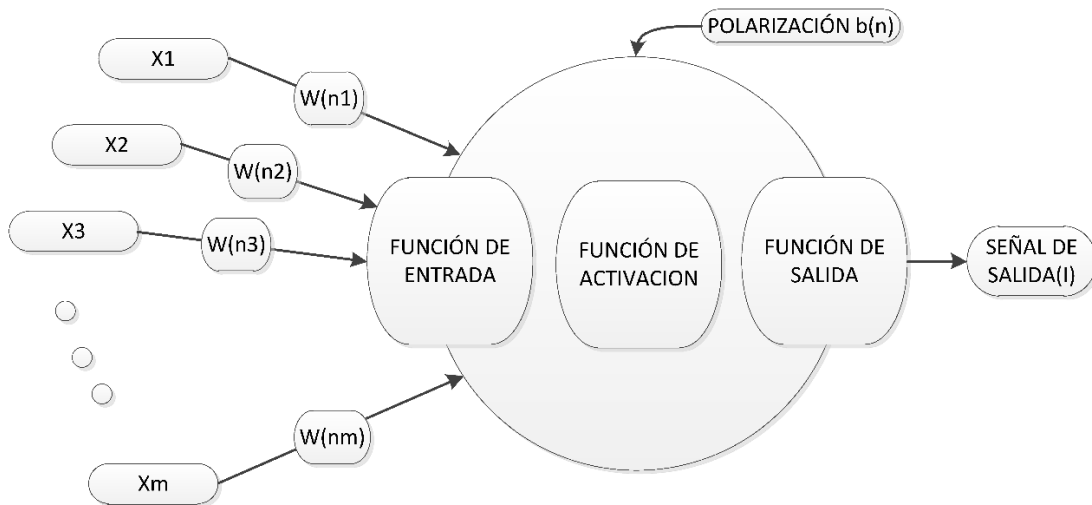 POLARIZACIÓN b(n)
X1
W(n1)
X2
W(n2)
X3
W(n3)
FUNCIÓN DE
ENTRADA
FUNCIÓN DE
ACTIVACION
FUNCIÓN DE
SALIDA
SEÑAL DE
SALIDA(I)
W(nm)
Xm